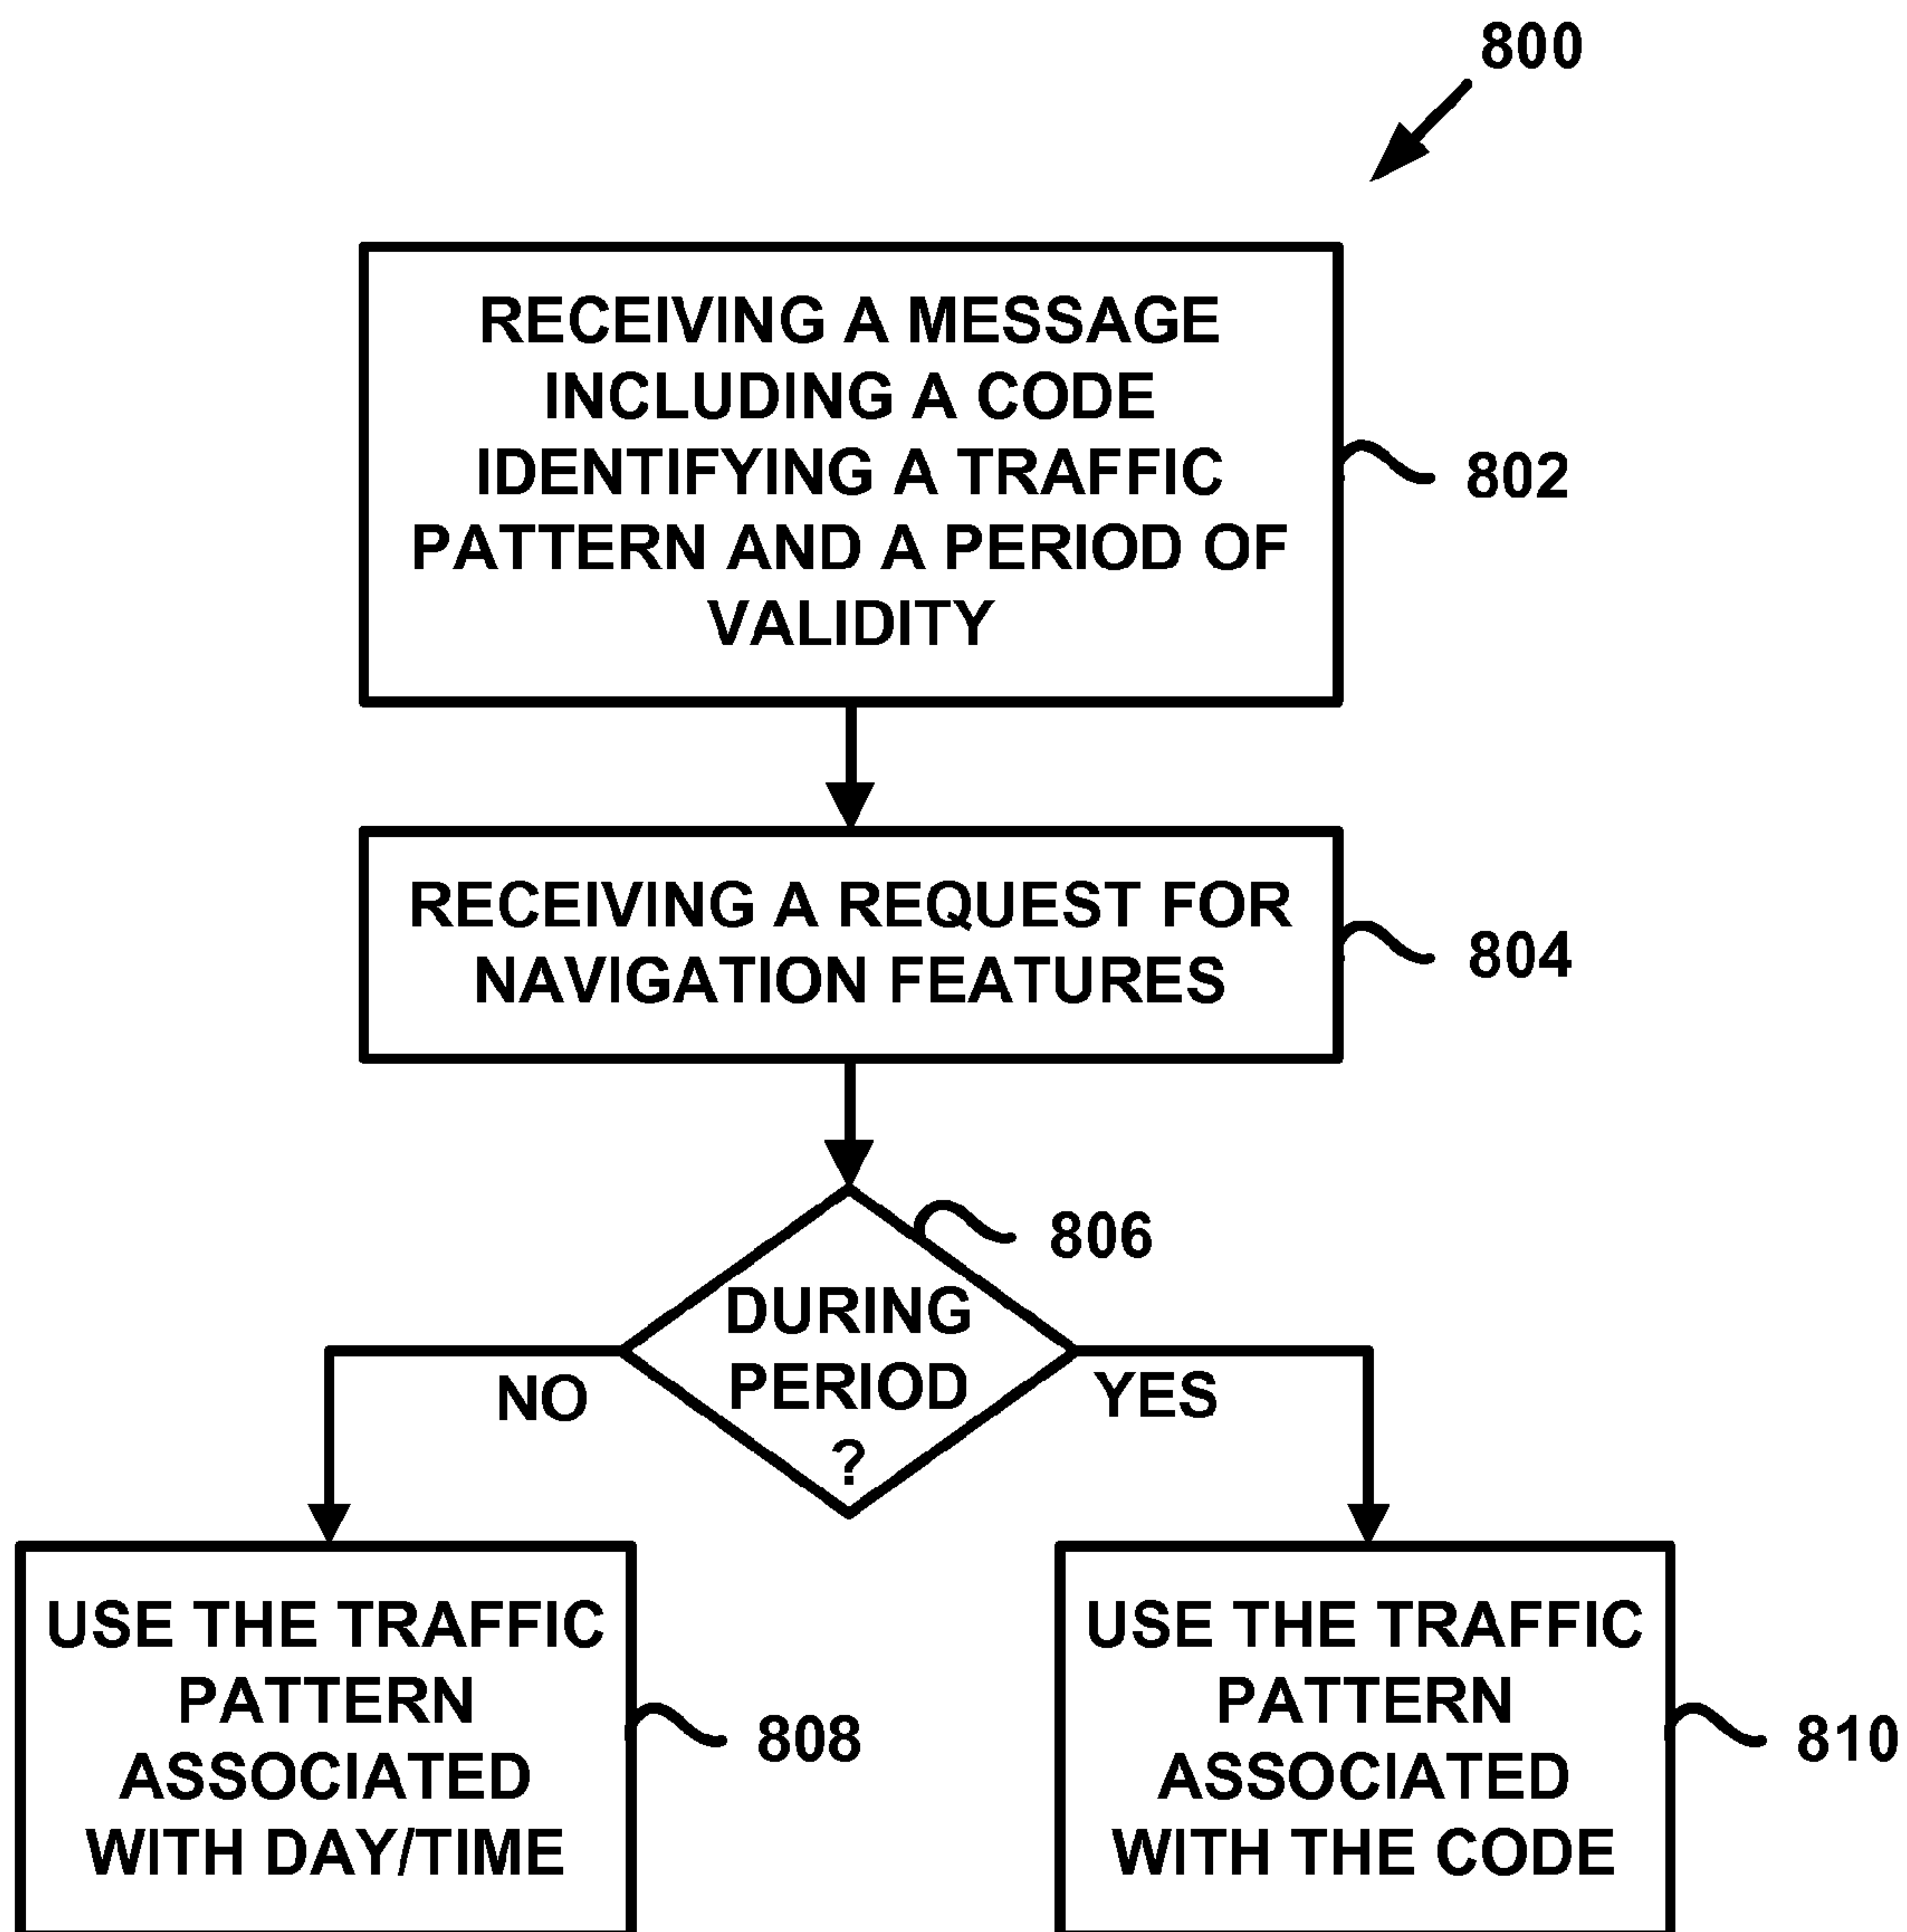 800
RECEIVING A MESSAGE
INCLUDING A CODE
IDENTIFYING A TRAFFIC
PATTERN AND A PERIOD OF
VALIDITY
802
RECEIVING A REQUEST FOR
NAVIGATION FEATURES
804
806
DURING
PERIOD
?
NO
YES
USE THE TRAFFIC
PATTERN
ASSOCIATED
WITH DAY/TIME
808
USE THE TRAFFIC
PATTERN
ASSOCIATED
WITH THE CODE
810